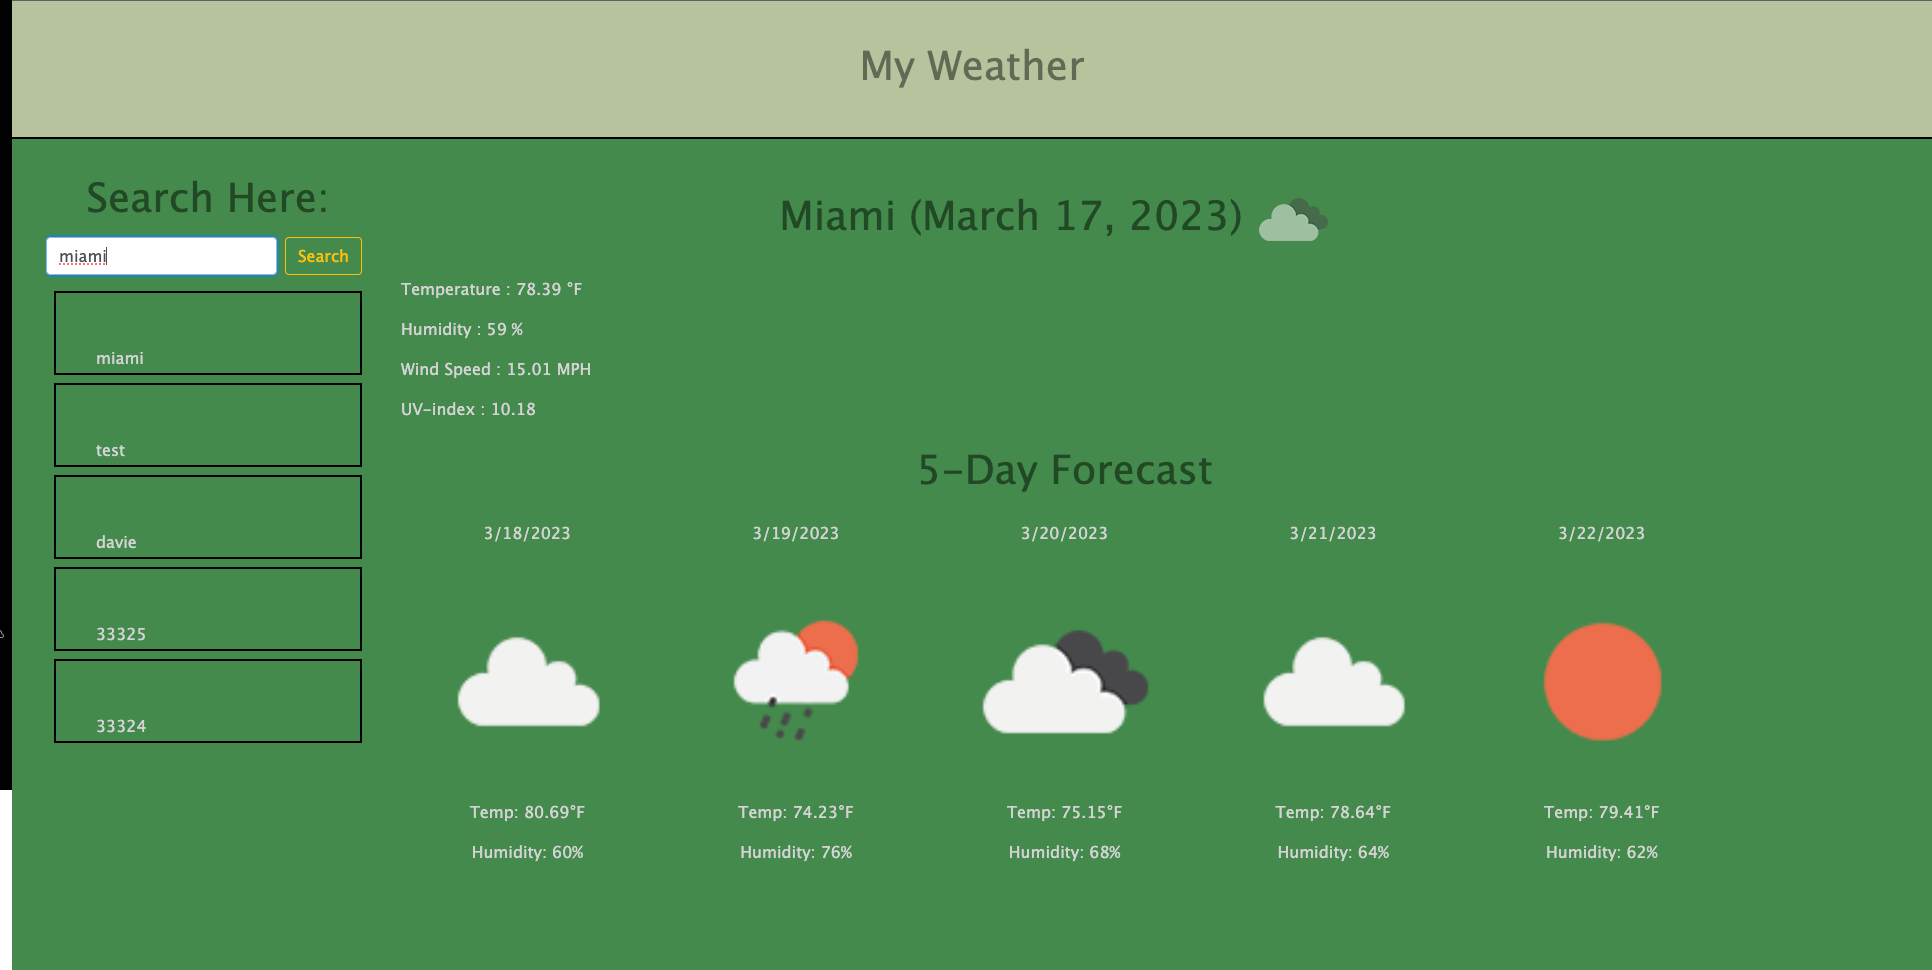 My Weather
Search Here:
miami
Search
miami
test
davie
33325
33324
Miami (March 17, 2023)
Temperature : 78.39 °F
Humidity : 59 %
Wind Speed : 15.01 MPH
UV-index : 10.18
5-Day Forecast
3/18/2023 3/19/2023 3/20/2023 3/21/2023 3/22/2023
Temp: 80.69°F Temp: 74.23°F Temp: 75.15°F Temp: 78.64°F Temp: 79.41°F
Humidity: 60% Humidity: 76% Humidity: 68% Humidity: 64% Humidity: 62%